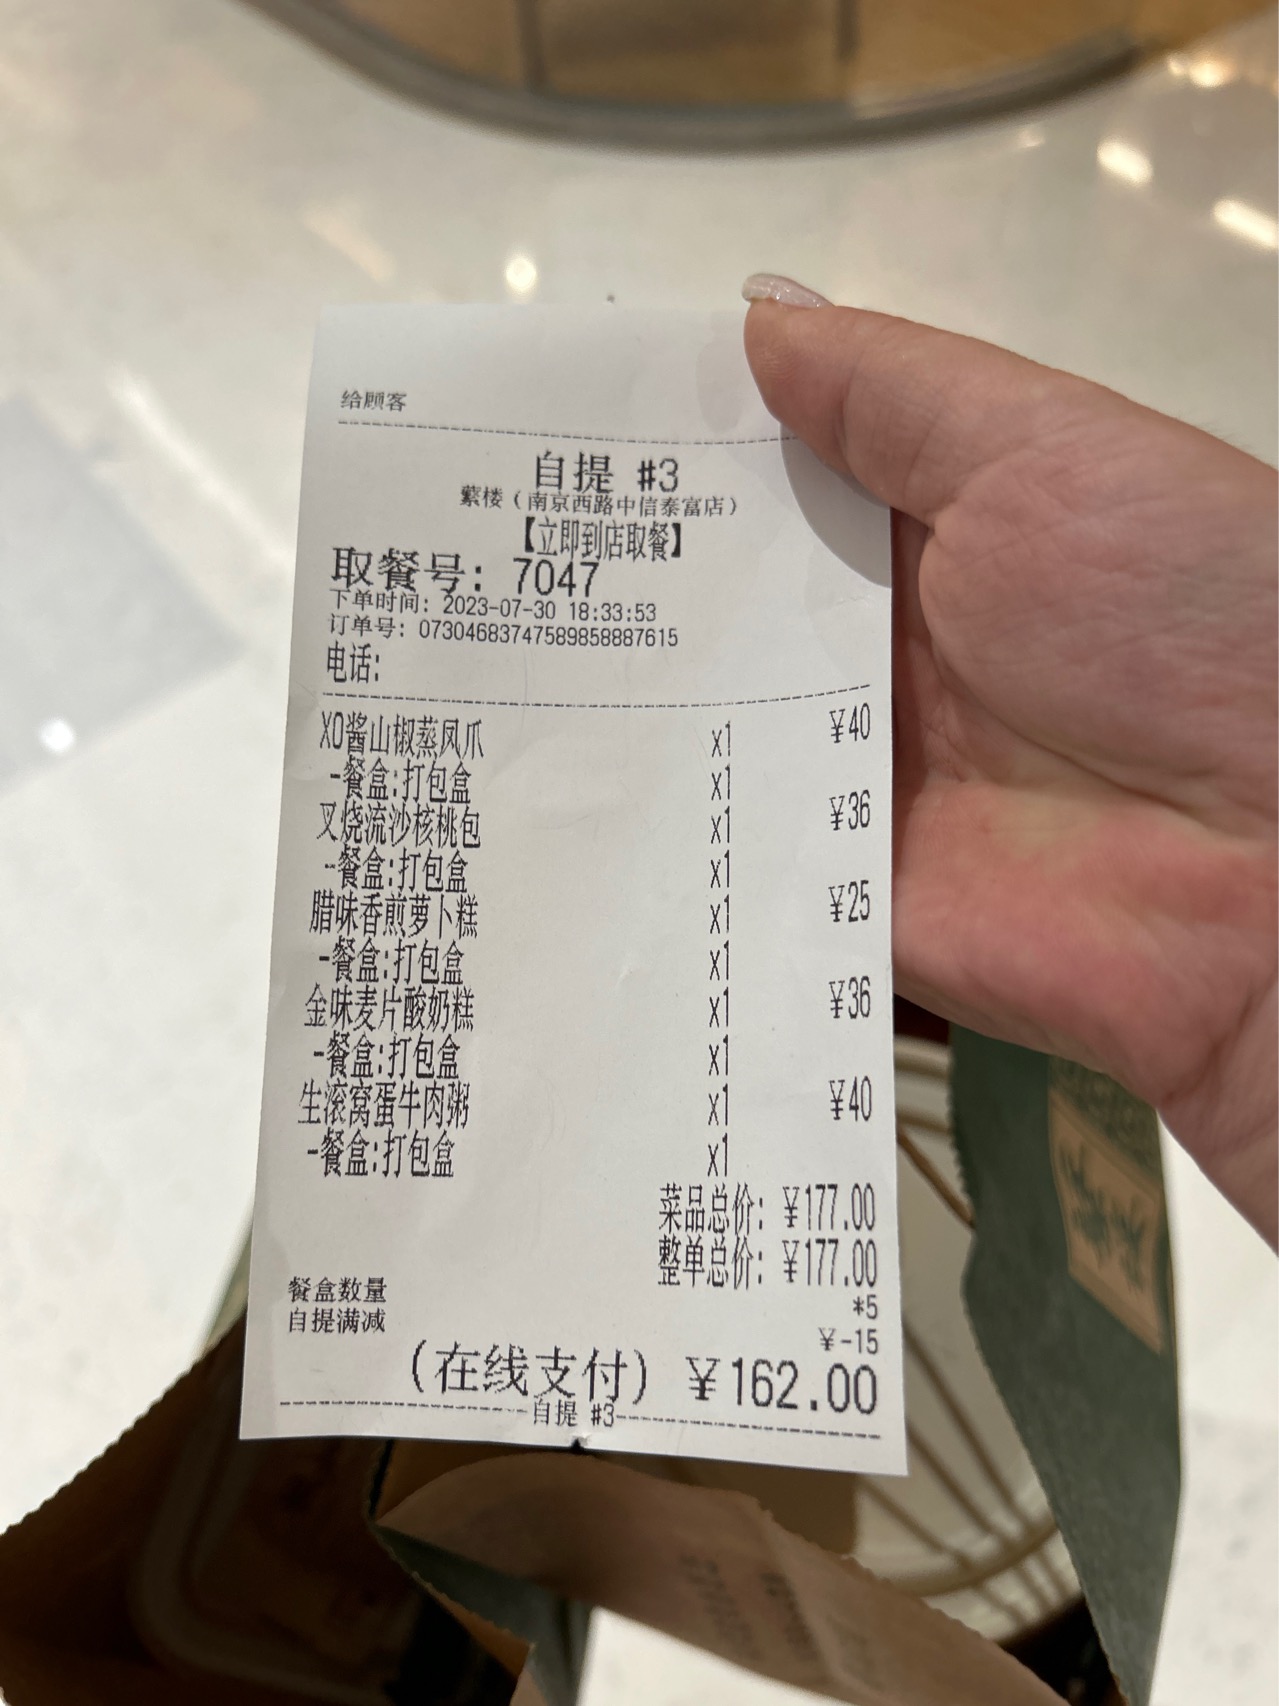 给顾客
自提 #3
蘩楼（南京西路中信泰富店）
【立即到店取餐】
取餐号：7047
下单时间：2023-07-30 18:33:53
订单号：07304683747589858887615
电话：
XO酱山椒蒸凤爪 x1 ¥40
-餐盒:打包盒 x1
叉烧流沙核桃包 x1 ¥36
-餐盒:打包盒 x1
腊味香煎萝卜糕 x1 ¥25
-餐盒:打包盒 x1
金味麦片酸奶糕 x1 ¥36
-餐盒:打包盒 x1
生滚窝蛋牛肉粥 x1 ¥40
-餐盒:打包盒 x1
菜品总价：¥177.00
整单总价：¥177.00
餐盒数量 *5
自提满减 ¥-15
（在线支付）¥162.00
自提 #3